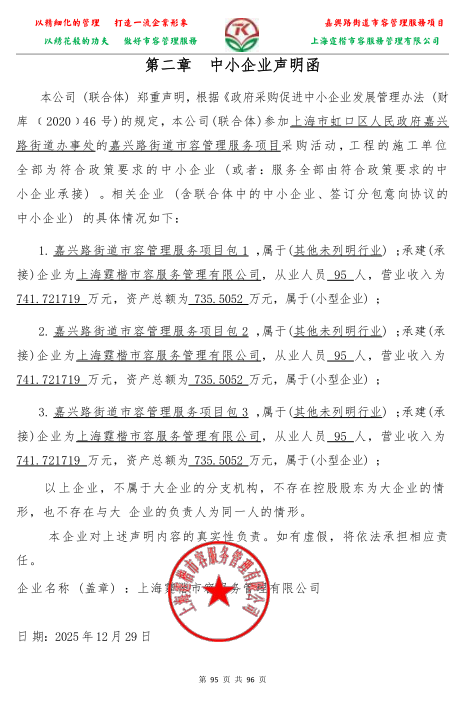 以精细化的管理 打造一流企业形象
嘉兴路街道市容管理服务项目
以绣花般的功夫 做好市容管理服务
上海霆楷市容服务管理有限公司
第二章 中小企业声明函
本公司（联合体）郑重声明，根据《政府采购促进中小企业发展管理办法（财
库﹝2020﹞46号)的规定，本公司(联合体)参加上海市虹口区人民政府嘉兴
路街道办事处的嘉兴路街道市容管理服务项目采购活动，工程的施工单位
全部为符合政策要求的中小企业（或者:服务全部由符合政策要求的中
小企业承接）。相关企业（含联合体中的中小企业、签订分包意向协议的
中小企业）的具体情况如下:
1. 嘉兴路街道市容管理服务项目包1 ,属于(其他未列明行业) ;承建(承
接)企业为上海霆楷市容服务管理有限公司，从业人员 95 人，营业收入为
741.721719 万元，资产总额为 735.5052 万元，属于(小型企业)；
2. 嘉兴路街道市容管理服务项目包2 ,属于(其他未列明行业) ;承建(承
接)企业为上海霆楷市容服务管理有限公司，从业人员 95 人，营业收入为
741.721719 万元，资产总额为 735.5052 万元，属于(小型企业)；
3. 嘉兴路街道市容管理服务项目包3 ,属于(其他未列明行业) ;承建(承
接)企业为上海霆楷市容服务管理有限公司，从业人员 95 人，营业收入为
741.721719 万元，资产总额为 735.5052 万元，属于(小型企业)；
以上企业，不属于大企业的分支机构，不存在控股股东为大企业的情
形，也不存在与大 企业的负责人为同一人的情形。
本企业对上述声明内容的真实性负责。如有虚假，将依法承担相应责
任。
企业名称（盖章）: 上海霆楷市容服务管理有限公司
上海霆楷市容服务管理有限公司
日期: 2025年12月29日
第 95 页 共 96 页